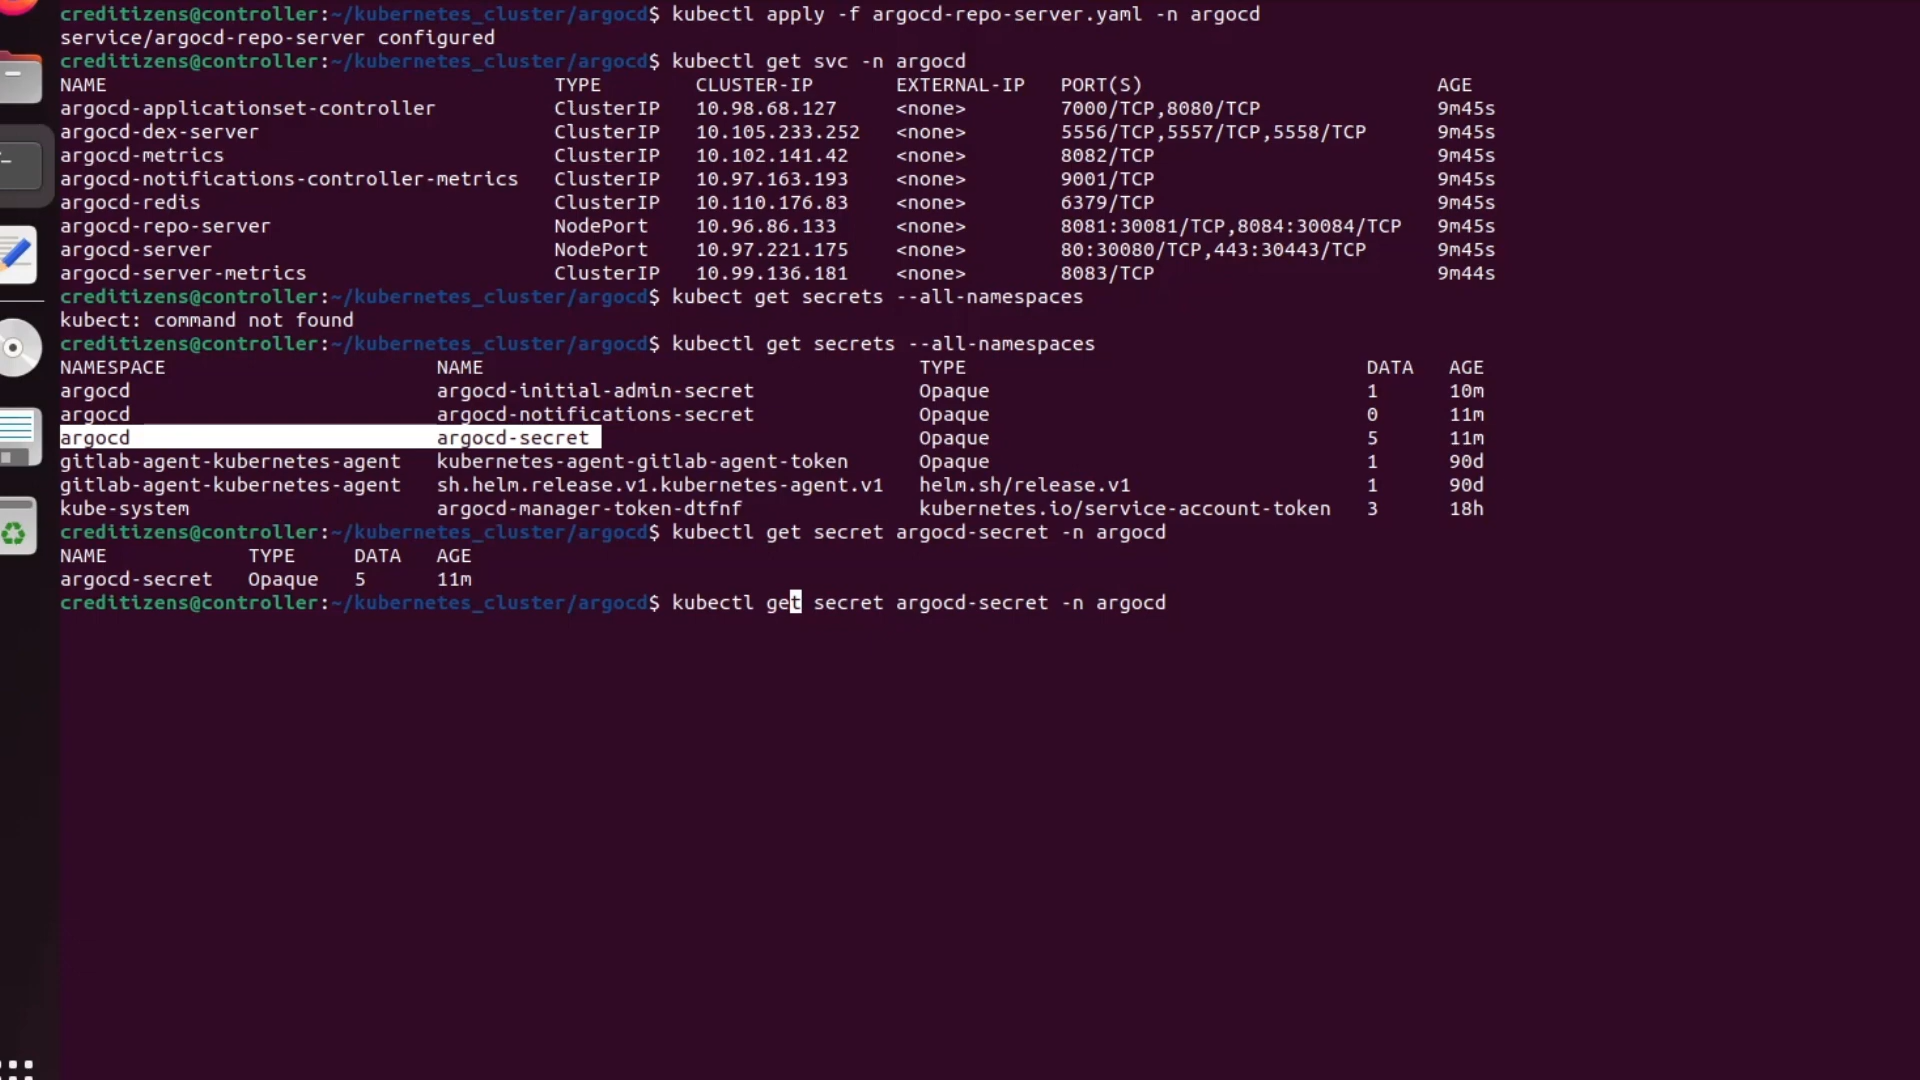 creditizens@controller:~/kubernetes_cluster/argocd$ kubectl apply -f argocd-repo-server.yaml -n argocd
service/argocd-repo-server configured
creditizens@controller:~/kubernetes_cluster/argocd$ kubectl get svc -n argocd
NAME TYPE CLUSTER-IP EXTERNAL-IP PORT(S) AGE
argocd-applicationset-controller ClusterIP 10.98.68.127 <none> 7000/TCP,8080/TCP 9m45s
argocd-dex-server ClusterIP 10.105.233.252 <none> 5556/TCP,5557/TCP,5558/TCP 9m45s
argocd-metrics ClusterIP 10.102.141.42 <none> 8082/TCP 9m45s
argocd-notifications-controller-metrics ClusterIP 10.97.163.193 <none> 9001/TCP 9m45s
argocd-redis ClusterIP 10.110.176.83 <none> 6379/TCP 9m45s
argocd-repo-server NodePort 10.96.86.133 <none> 8081:30081/TCP,8084:30084/TCP 9m45s
argocd-server NodePort 10.97.221.175 <none> 80:30080/TCP,443:30443/TCP 9m45s
argocd-server-metrics ClusterIP 10.99.136.181 <none> 8083/TCP 9m44s
creditizens@controller:~/kubernetes_cluster/argocd$ kubect get secrets --all-namespaces
kubect: command not found
creditizens@controller:~/kubernetes_cluster/argocd$ kubectl get secrets --all-namespaces
NAMESPACE NAME TYPE DATA AGE
argocd argocd-initial-admin-secret Opaque 1 10m
argocd argocd-notifications-secret Opaque 0 11m
argocd argocd-secret Opaque 5 11m
gitlab-agent-kubernetes-agent kubernetes-agent-gitlab-agent-token Opaque 1 90d
gitlab-agent-kubernetes-agent sh.helm.release.v1.kubernetes-agent.v1 helm.sh/release.v1 1 90d
kube-system argocd-manager-token-dtfnf kubernetes.io/service-account-token 3 18h
creditizens@controller:~/kubernetes_cluster/argocd$ kubectl get secret argocd-secret -n argocd
NAME TYPE DATA AGE
argocd-secret Opaque 5 11m
creditizens@controller:~/kubernetes_cluster/argocd$ kubectl get secret argocd-secret -n argocd